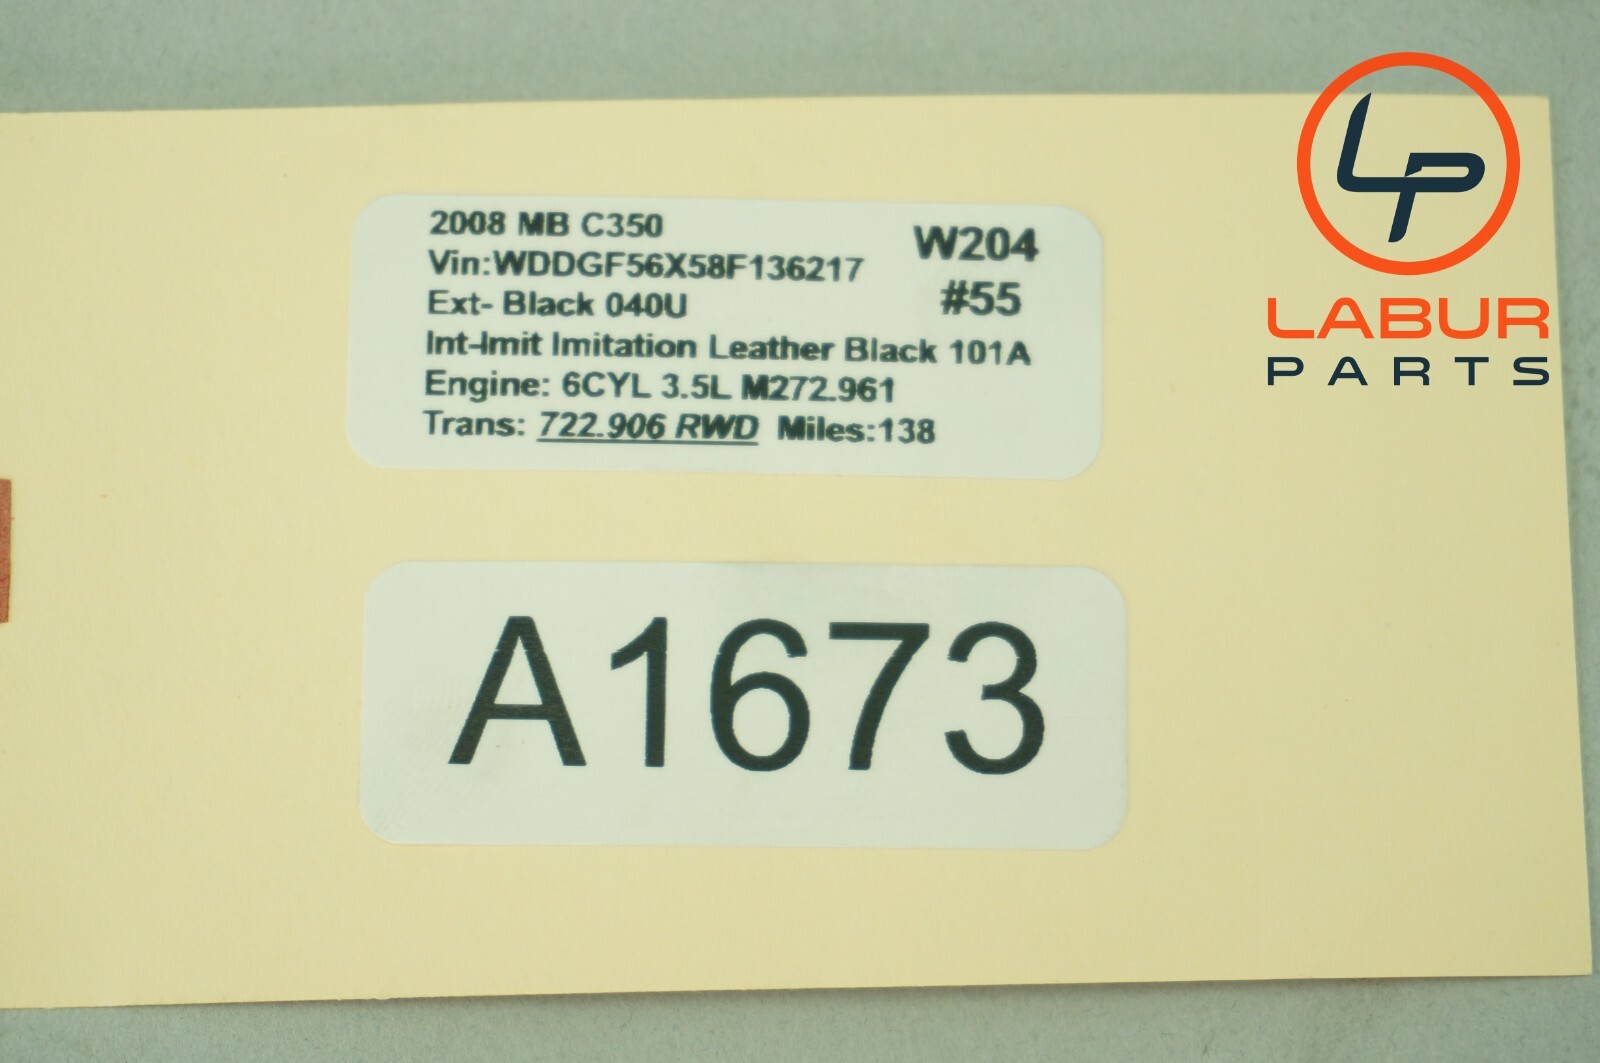 2008 MB C350
W204
Vin:WDDGF56X58F136217
#55
Ext- Black 040U
Int-Imit Imitation Leather Black 101A
Engine: 6CYL 3.5L M272.961
Trans: 722.906 RWD Miles:138
A1673
LP
LABUR
PARTS